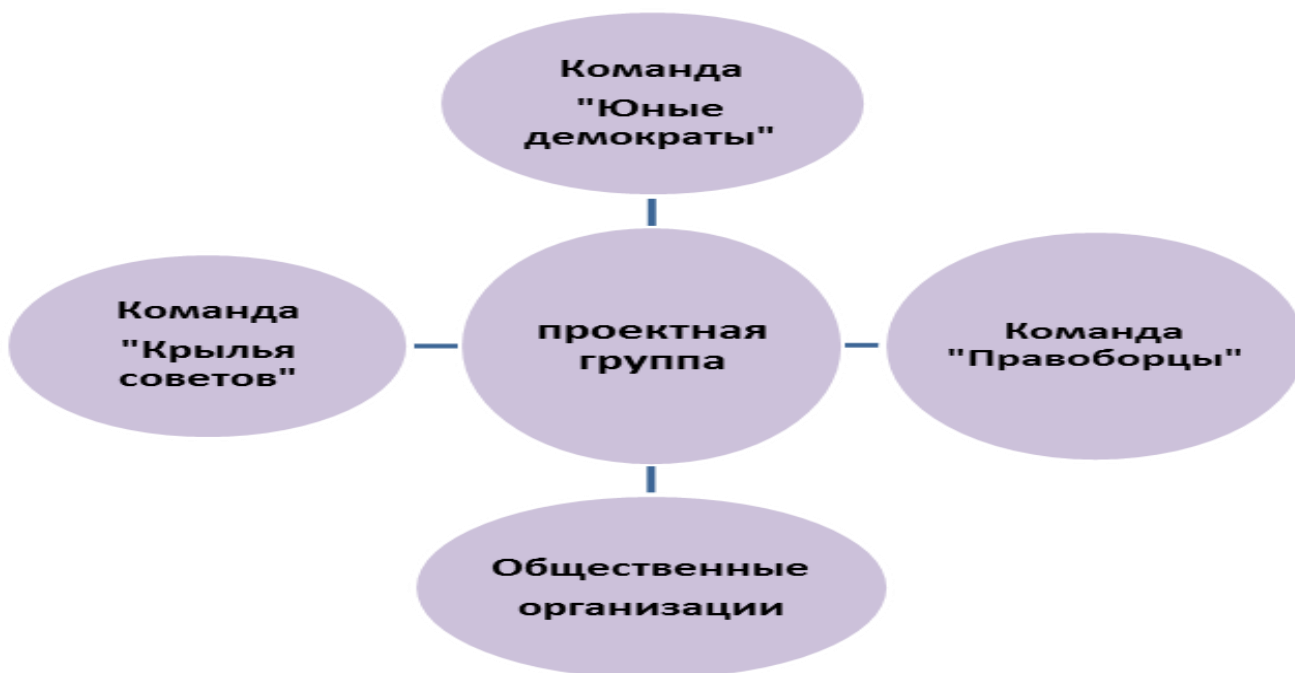 Команда
"Юные
демократы"
Команда
"Крылья
советов"
проектная
группа
Команда
"Правоборцы"
Общественные
организации